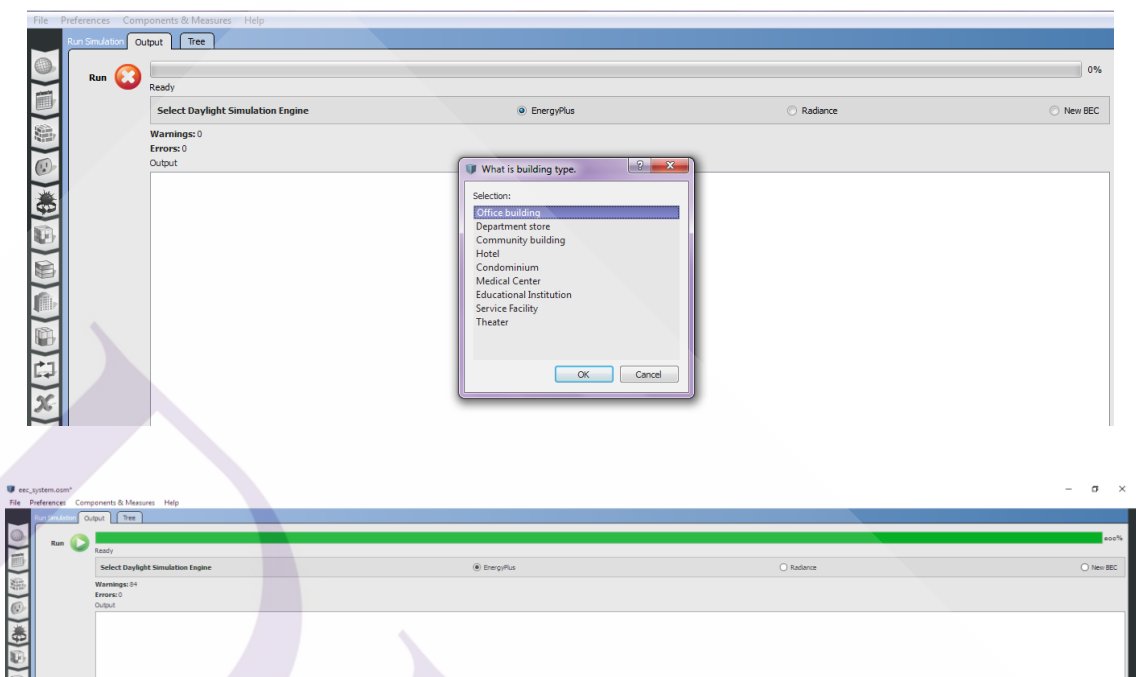 File Preferences Components & Measures Help
Run Simulation Output Tree
Run 0%
Ready
Select Daylight Simulation Engine EnergyPlus Radiance New BEC
Warnings: 0
Errors: 0
Output
What is building type.
Selection:
Office building
Department store
Community building
Hotel
Condominium
Medical Center
Educational Institution
Service Facility
Theater
OK Cancel
eec_system.osm*
File Preferences Components & Measures Help
Run Simulation Output Tree
Run ๑๐๐%
Ready
Select Daylight Simulation Engine EnergyPlus Radiance New BEC
Warnings: 84
Errors: 0
Output